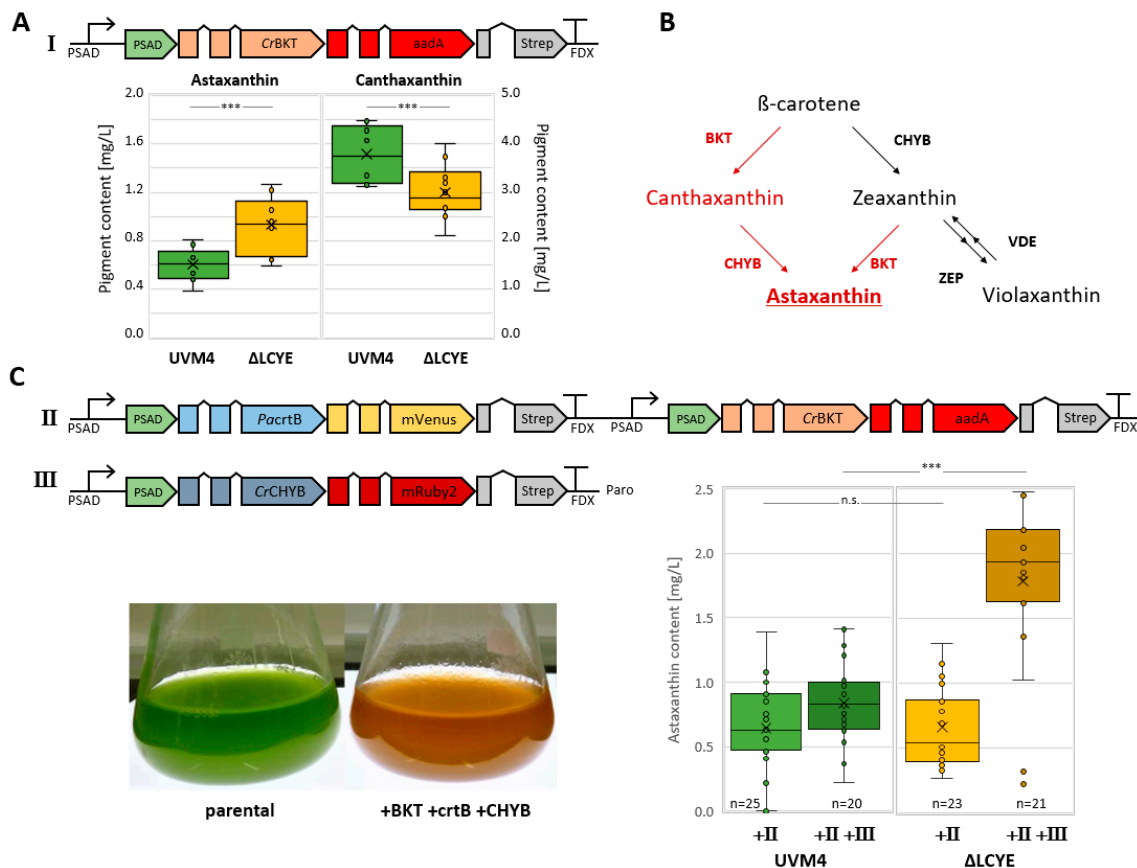 A
I
PSAD
PSAD
CrBKT
aadA
Strep
FDX
Astaxanthin
Canthaxanthin
***
***
Pigment content [mg/L]
2.0
1.6
1.2
0.8
0.4
0.0
5.0
4.0
3.0
2.0
1.0
0.0
Pigment content [mg/L]
UVM4
ΔLCYE
UVM4
ΔLCYE
B
ß-carotene
BKT
CHYB
Canthaxanthin
Zeaxanthin
CHYB
BKT
VDE
ZEP
Astaxanthin
Violaxanthin
C
II
PSAD
PSAD
PacrtB
mVenus
Strep
FDX
PSAD
PSAD
CrBKT
aadA
Strep
FDX
III
PSAD
PSAD
CrCHYB
mRuby2
Strep
FDX
Paro
parental
+BKT +crtB +CHYB
***
n.s.
Astaxanthin content [mg/L]
2.5
2.0
1.5
1.0
0.5
0.0
n=25
n=20
n=23
n=21
+II
+II +III
+II
+II +III
UVM4
ΔLCYE